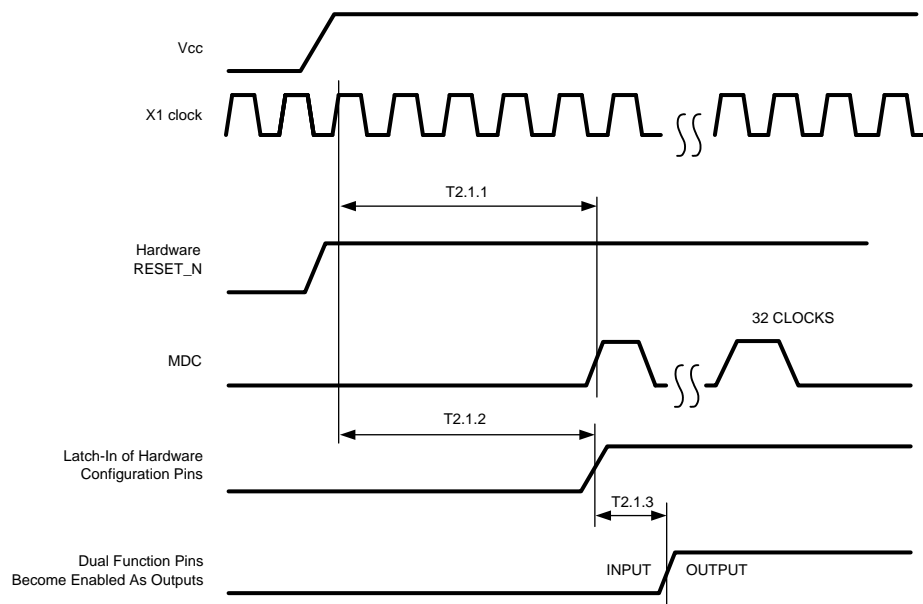 Vcc
X1 clock
T2.1.1
Hardware
RESET_N
32 CLOCKS
MDC
T2.1.2
Latch-In of Hardware
Configuration Pins
T2.1.3
Dual Function Pins
Become Enabled As Outputs
INPUT
OUTPUT